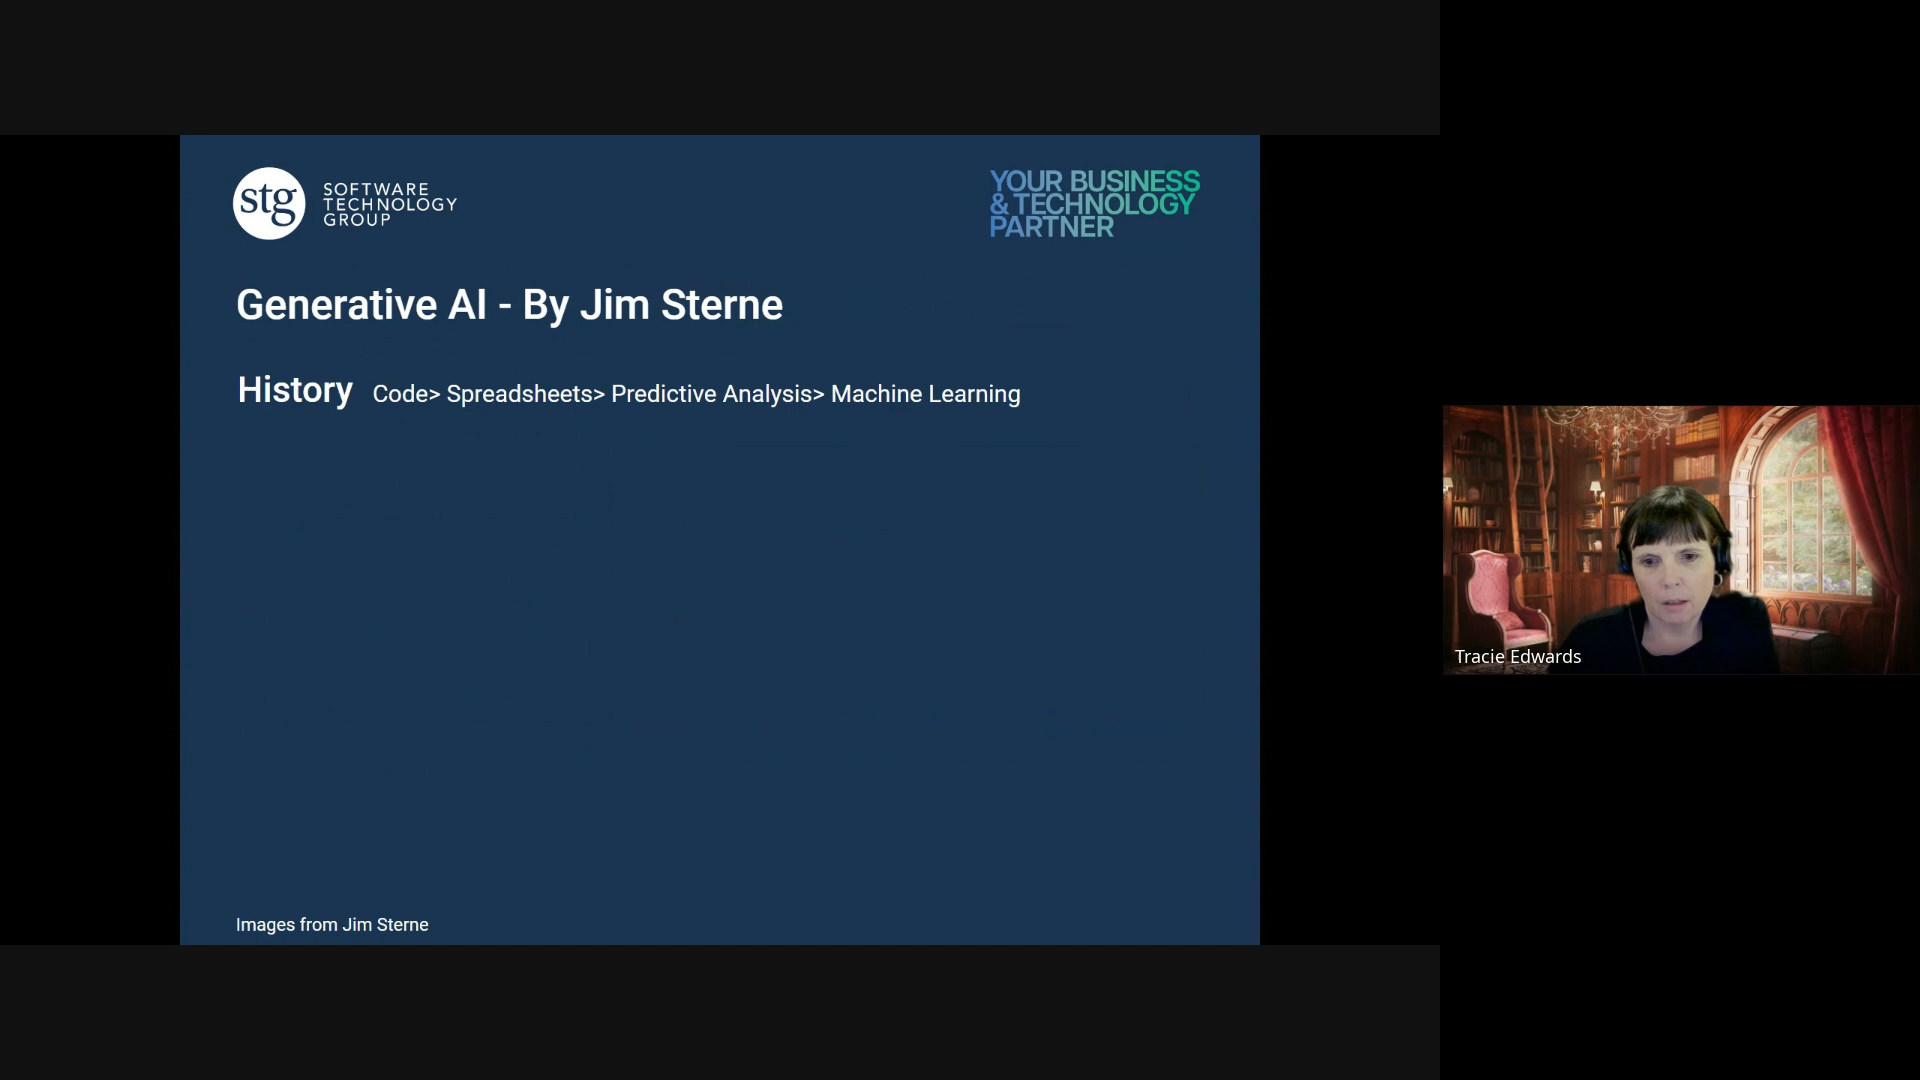 stg
SOFTWARE
TECHNOLOGY
GROUP
YOUR BUSINESS
& TECHNOLOGY
PARTNER
Generative AI - By Jim Sterne
History Code> Spreadsheets> Predictive Analysis> Machine Learning
Images from Jim Sterne
Tracie Edwards